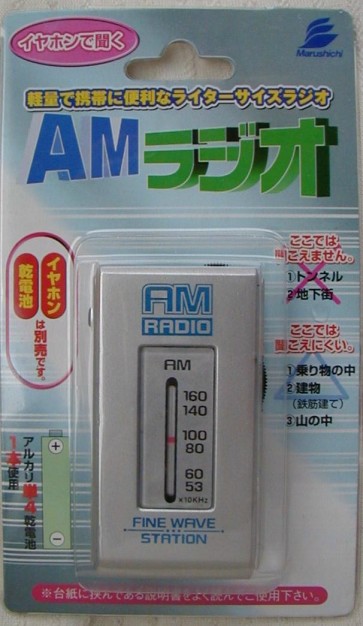 イヤホンで聞く
Marushichi
軽量で携帯に便利なライターサイズラジオ
AMラジオ
イヤホン
乾電池
は別売です。
アルカリ単4乾電池
1本使用
+
−
ここでは
聞こえません。
①トンネル
②地下街
ここでは
聞こえにくい。
①乗り物の中
②建物
(鉄筋建て)
③山の中
AM
RADIO
AM
160
140
100
80
60
53
×10KHz
FINE WAVE
STATION
※台紙に挟んである説明書をよく読んでご使用下さい。